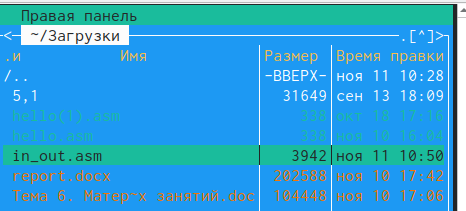 Правая панель
<─ ~/Загрузки ─.[^]>
.и Имя Размер Время правки
/.. -ВВЕРХ- ноя 11 10:28
5,1 31649 сен 13 18:09
hello(1).asm 338 окт 18 17:16
hello.asm 338 ноя 10 16:04
in_out.asm 3942 ноя 11 10:50
report.docx 202588 ноя 10 17:42
Тема 6. Матер~х занятий.doc 104448 ноя 10 17:06